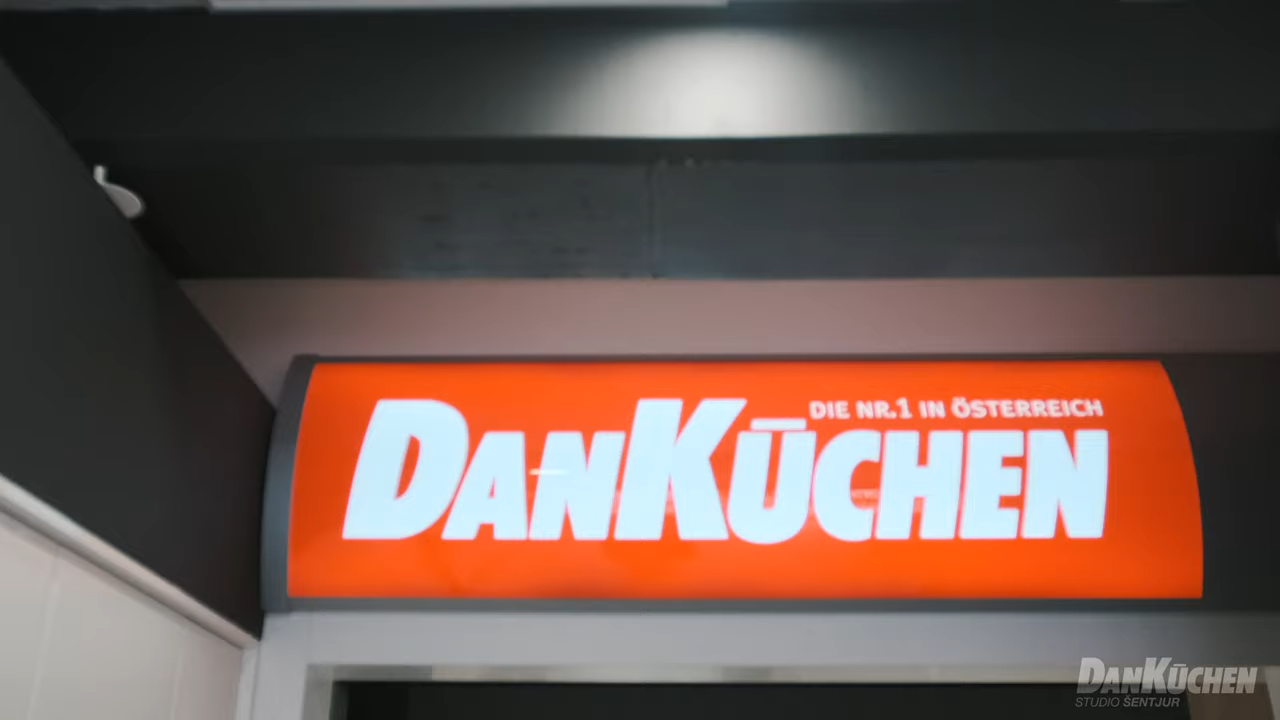 DIE NR.1 IN ÖSTERREICH
DANKÜCHEN
DANKÜCHEN
STUDIO ŠENTJUR